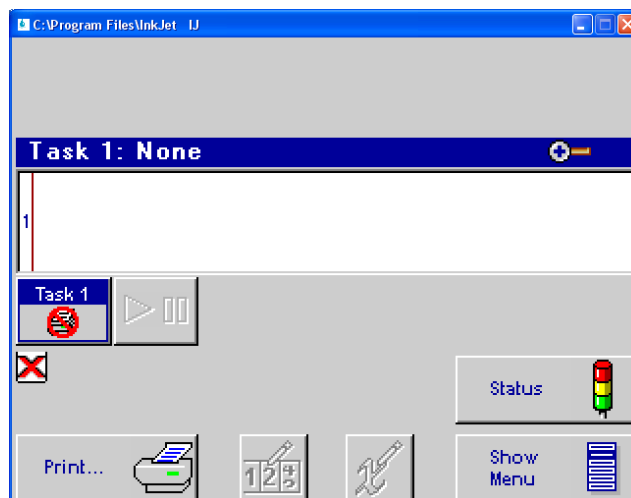 C:\Program Files\InkJet IJ
Task 1: None
1
Task 1
Status
Print...
Show
Menu